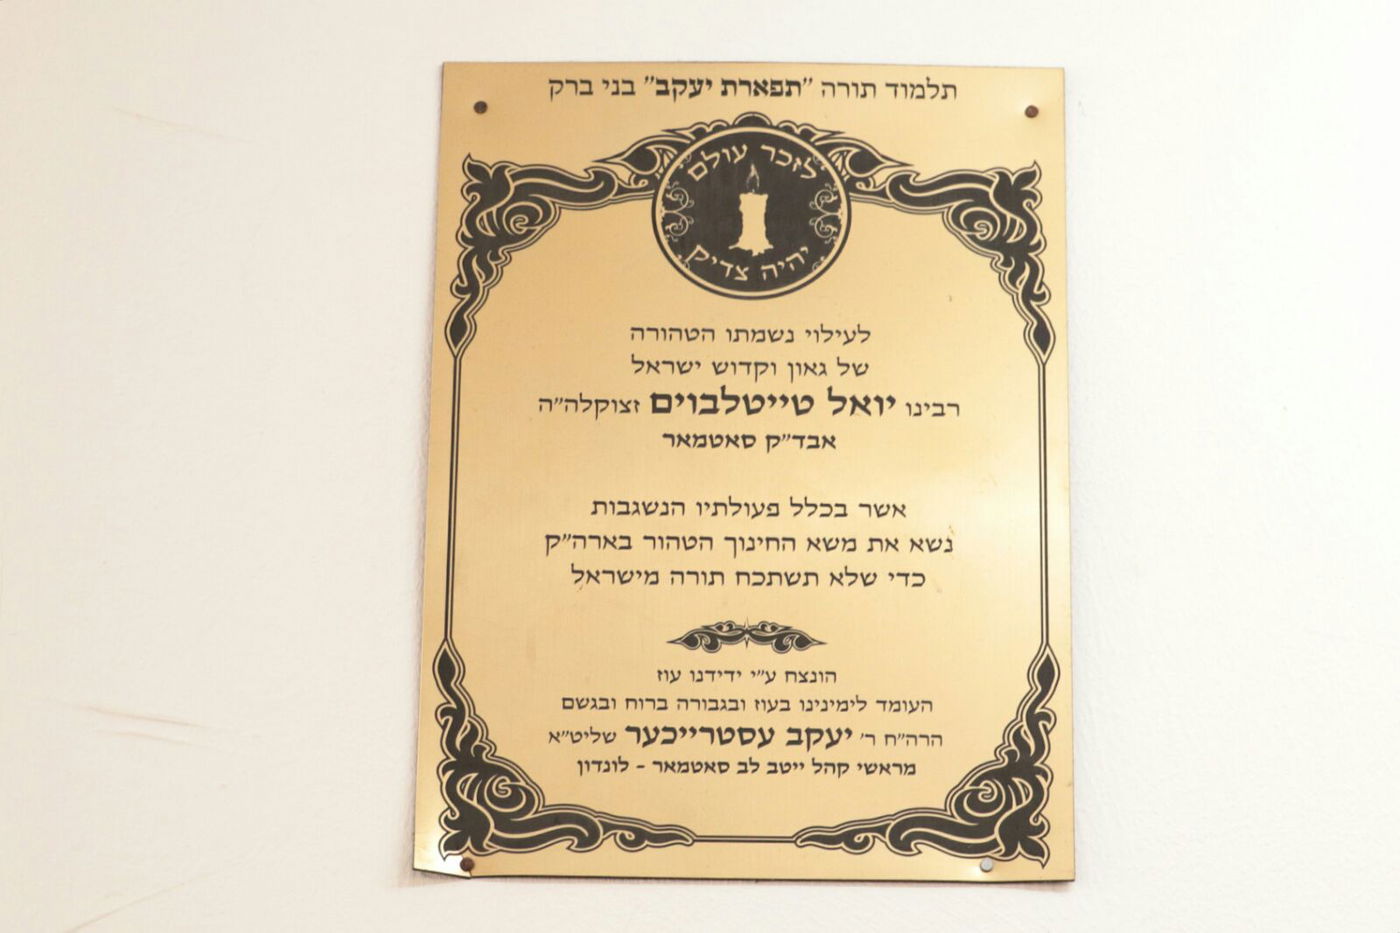 תלמוד תורה "תפארת יעקב" בני ברק
לזכר עולם
יהיה צדיק
לעילוי נשמתו הטהורה
של גאון וקדוש ישראל
רבינו יואל טייטלבוים זצוקלה"ה
אבד"ק סאטמאר
אשר בכלל פעולתיו הנשגבות
נשא את משא החינוך הטהור בארה"ק
כדי שלא תשתכח תורה מישראל
הונצח ע"י ידידנו עוז
העומד לימינינו בעוז ובגבורה ברוח ובגשם
הרה"ח ר' יעקב עסטרייכער שליט"א
מראשי קהל ייטב לב סאטמאר - לונדון